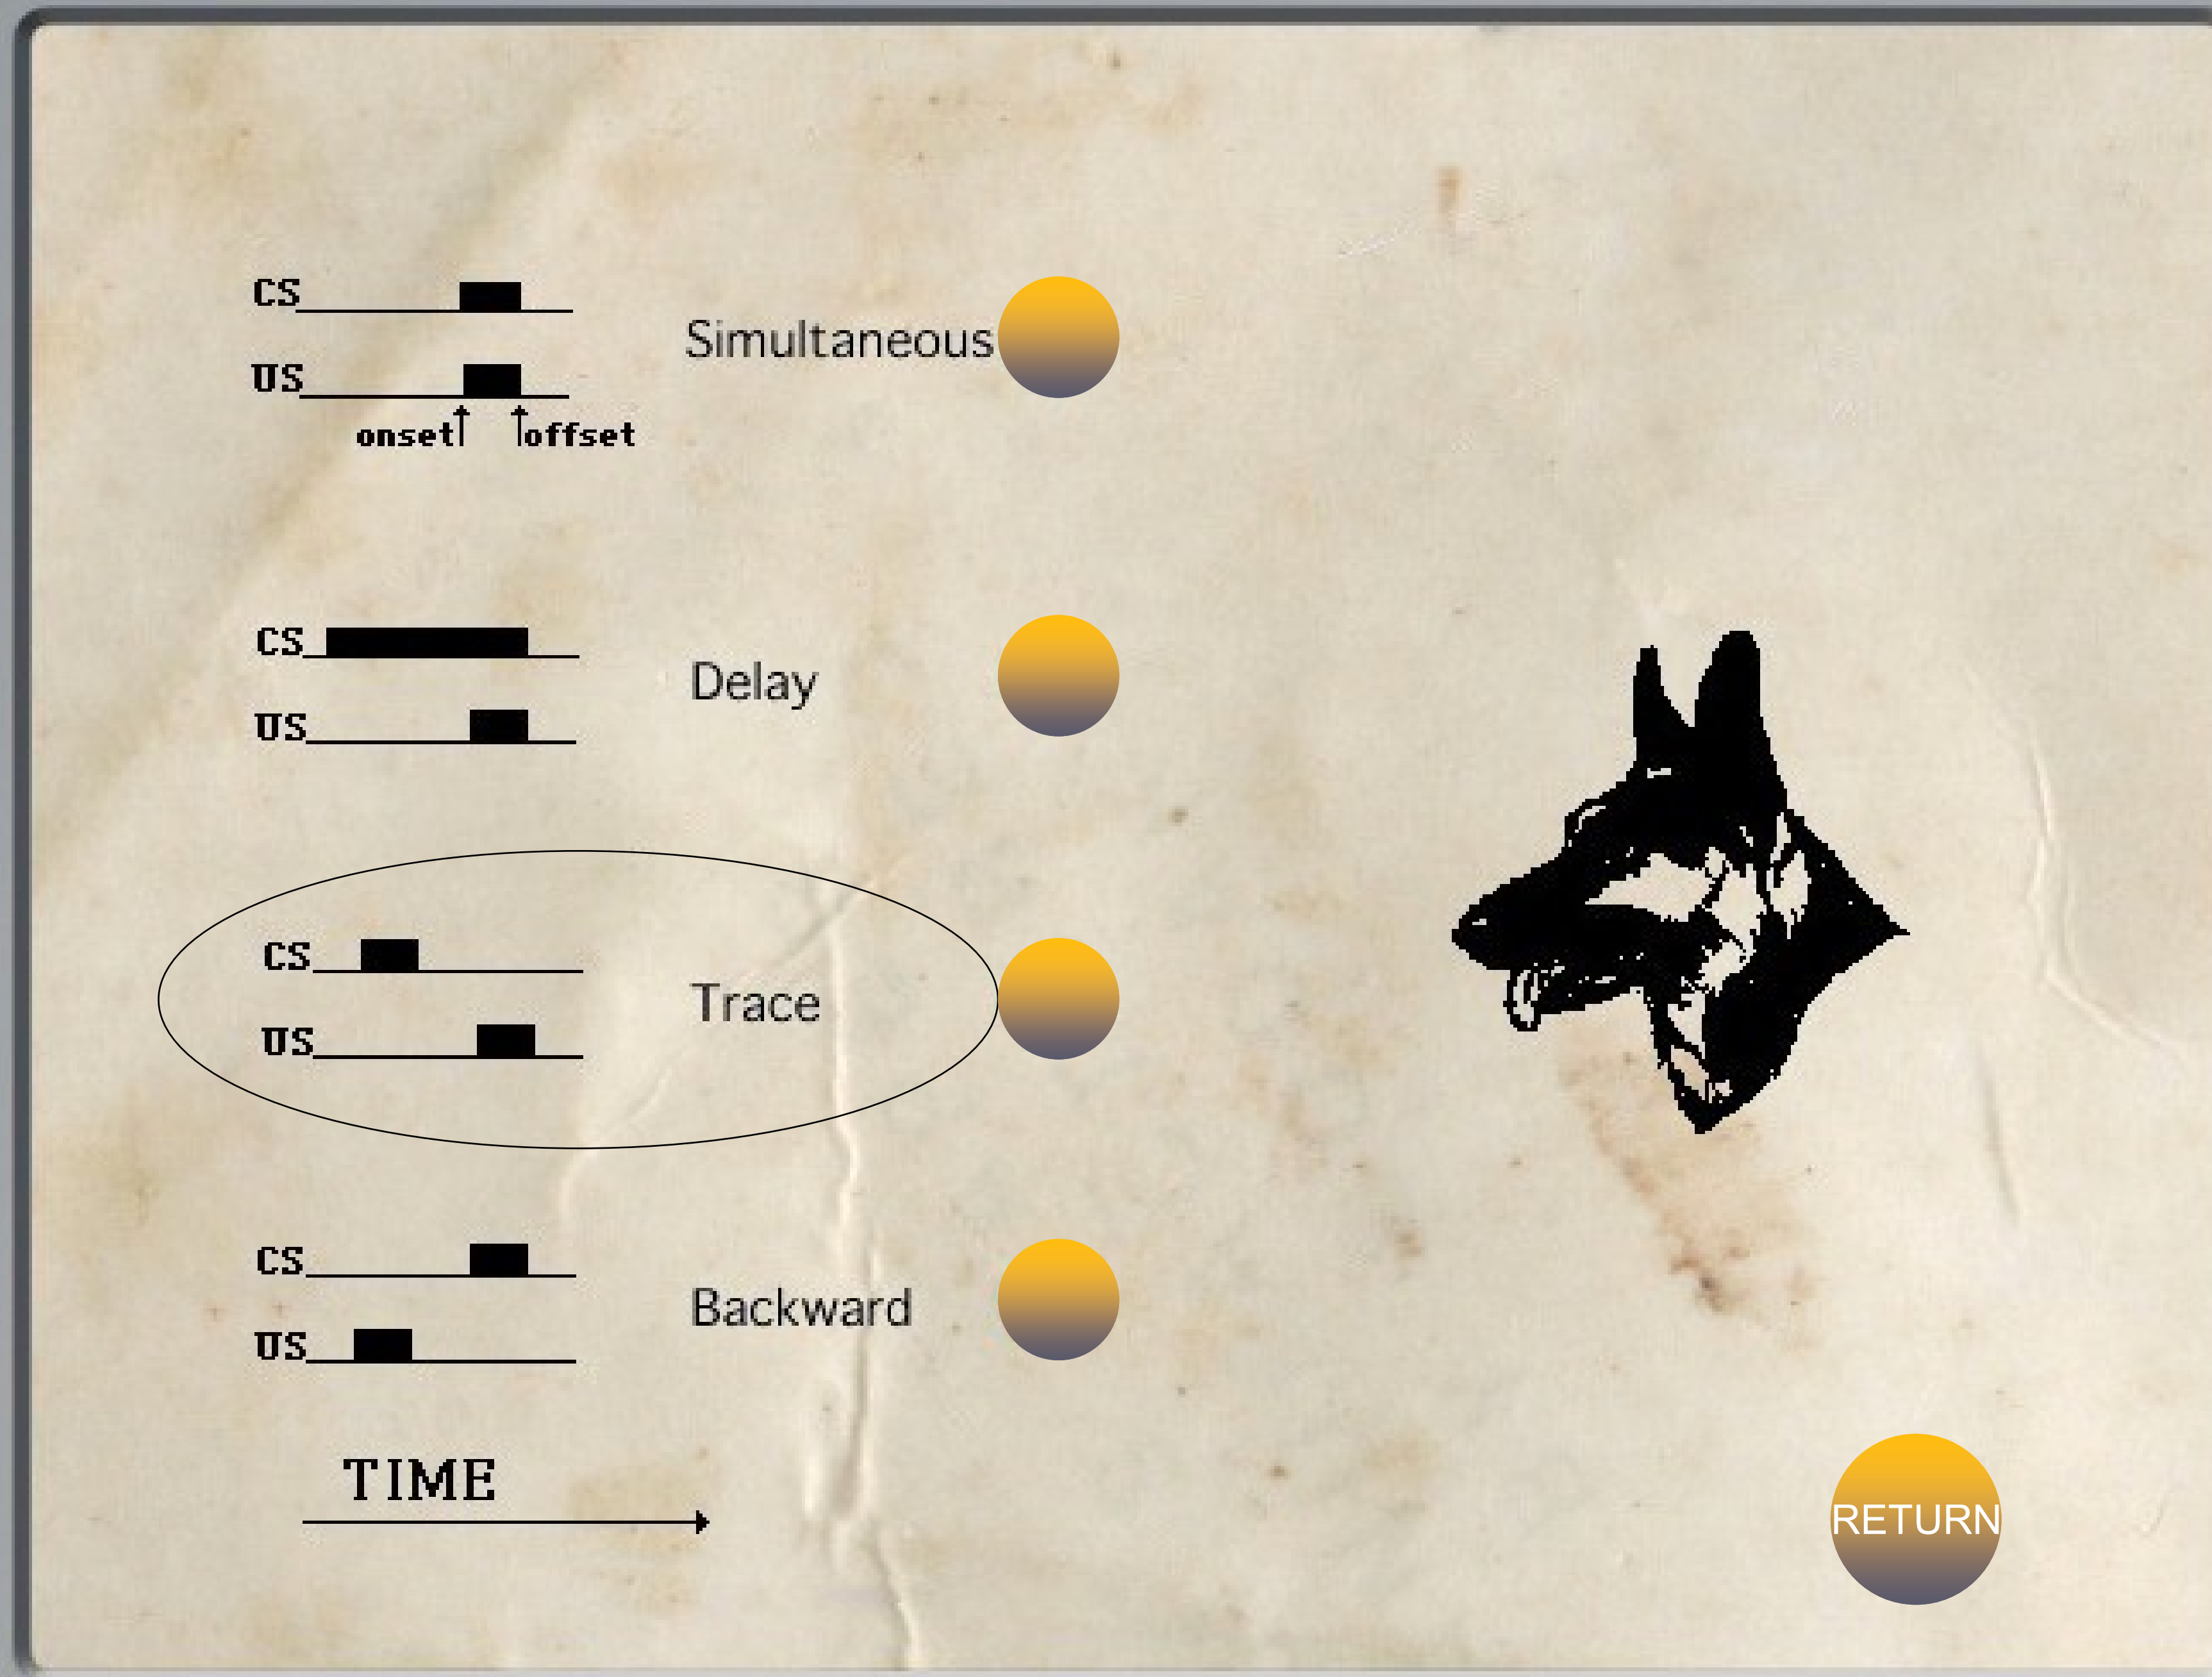 CS
Simultaneous
US
onset offset
CS
Delay
US
CS
Trace
US
CS
Backward
US
TIME
RETURN